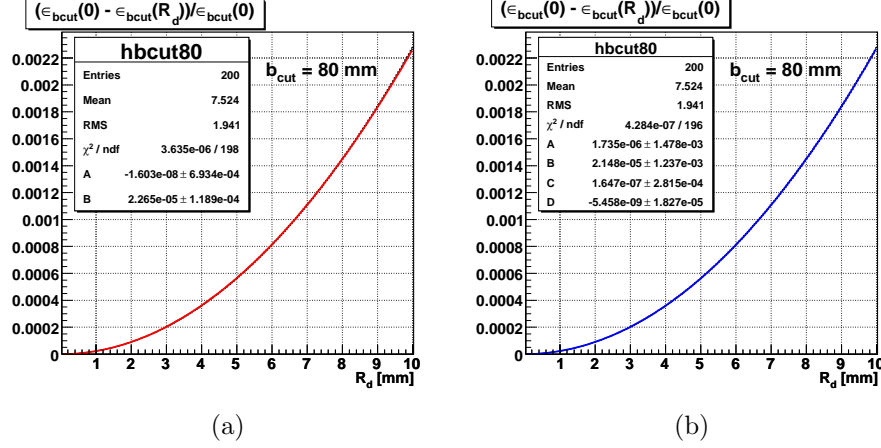 (∈bcut(0) - ∈bcut(Rd))/∈bcut(0)
hbcut80
Entries 200
Mean 7.524
RMS 1.941
χ² / ndf 3.635e-06 / 198
A -1.603e-08 ± 6.934e-04
B 2.265e-05 ± 1.189e-04
bcut = 80 mm
0.0022
0.002
0.0018
0.0016
0.0014
0.0012
0.001
0.0008
0.0006
0.0004
0.0002
0
1 2 3 4 5 6 7 8 9 10
Rd [mm]
(a)
(∈bcut(0) - ∈bcut(Rd))/∈bcut(0)
hbcut80
Entries 200
Mean 7.524
RMS 1.941
χ² / ndf 4.284e-07 / 196
A 1.735e-06 ± 1.478e-03
B 2.148e-05 ± 1.237e-03
C 1.647e-07 ± 2.815e-04
D -5.458e-09 ± 1.827e-05
bcut = 80 mm
0.0022
0.002
0.0018
0.0016
0.0014
0.0012
0.001
0.0008
0.0006
0.0004
0.0002
0
1 2 3 4 5 6 7 8 9 10
Rd [mm]
(b)